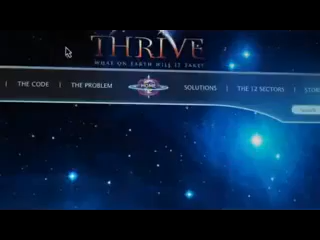 THRIVE
WHAT ON EARTH WILL IT TAKE?
| THE CODE | THE PROBLEM HOME SOLUTIONS | THE 12 SECTORS |